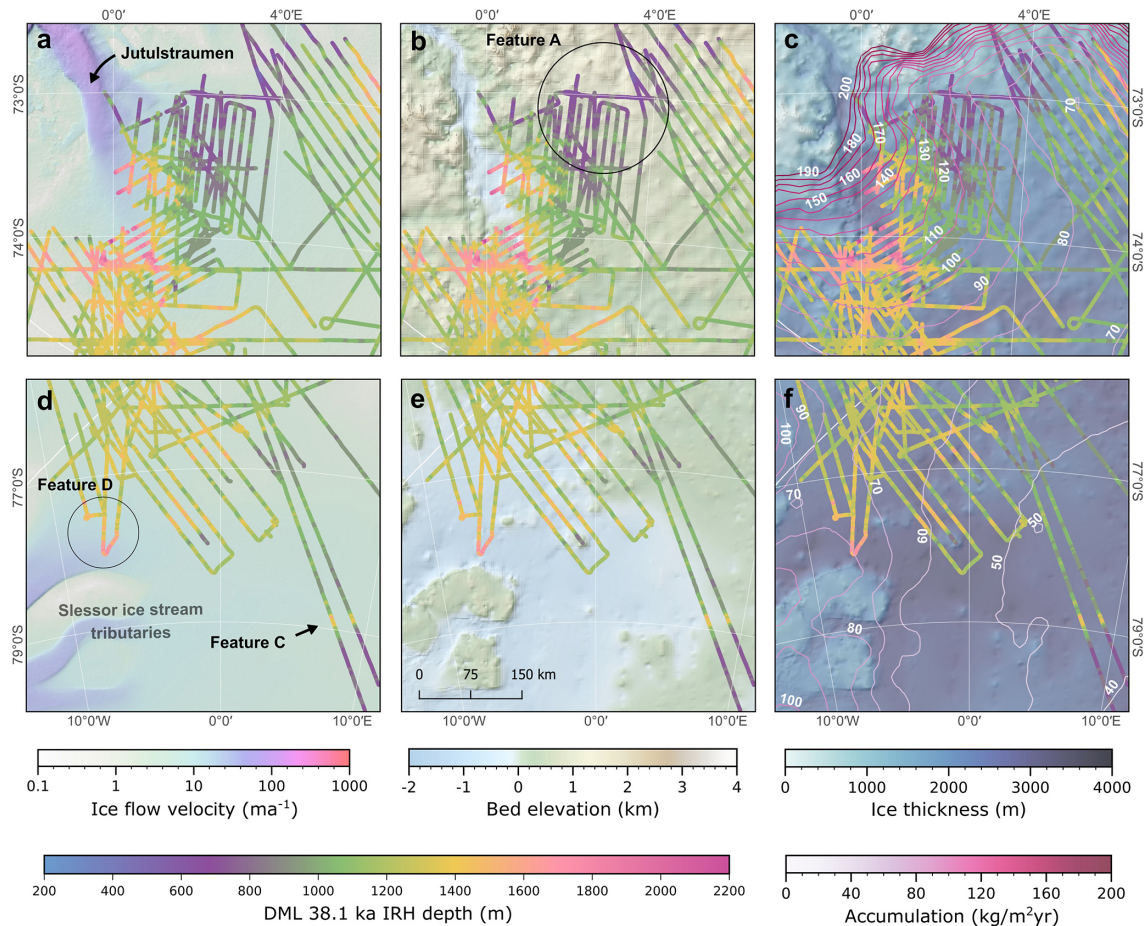 0°0' 4°0'E 0°0' 4°0'E 0°0' 4°0'E
a Jutulstraumen
b Feature A
c
73°0'S
74°0'S
73°0'S
74°0'S
200
190
180
170
160
150
140
130
120
110
100
90
80
70
70
d Feature D
Slessor ice stream
tributaries
Feature C
e
0 75 150 km
f
77°0'S
79°0'S
77°0'S
79°0'S
90
100
70
70
60
50
50
80
100
40
10°0'W 0°0' 10°0'E 10°0'W 0°0' 10°0'E 10°0'W 0°0' 10°0'E
0.1 1 10 100 1000
Ice flow velocity (ma-1)
-2 -1 0 1 2 3 4
Bed elevation (km)
0 1000 2000 3000 4000
Ice thickness (m)
200 400 600 800 1000 1200 1400 1600 1800 2000 2200
DML 38.1 ka IRH depth (m)
0 40 80 120 160 200
Accumulation (kg/m²yr)